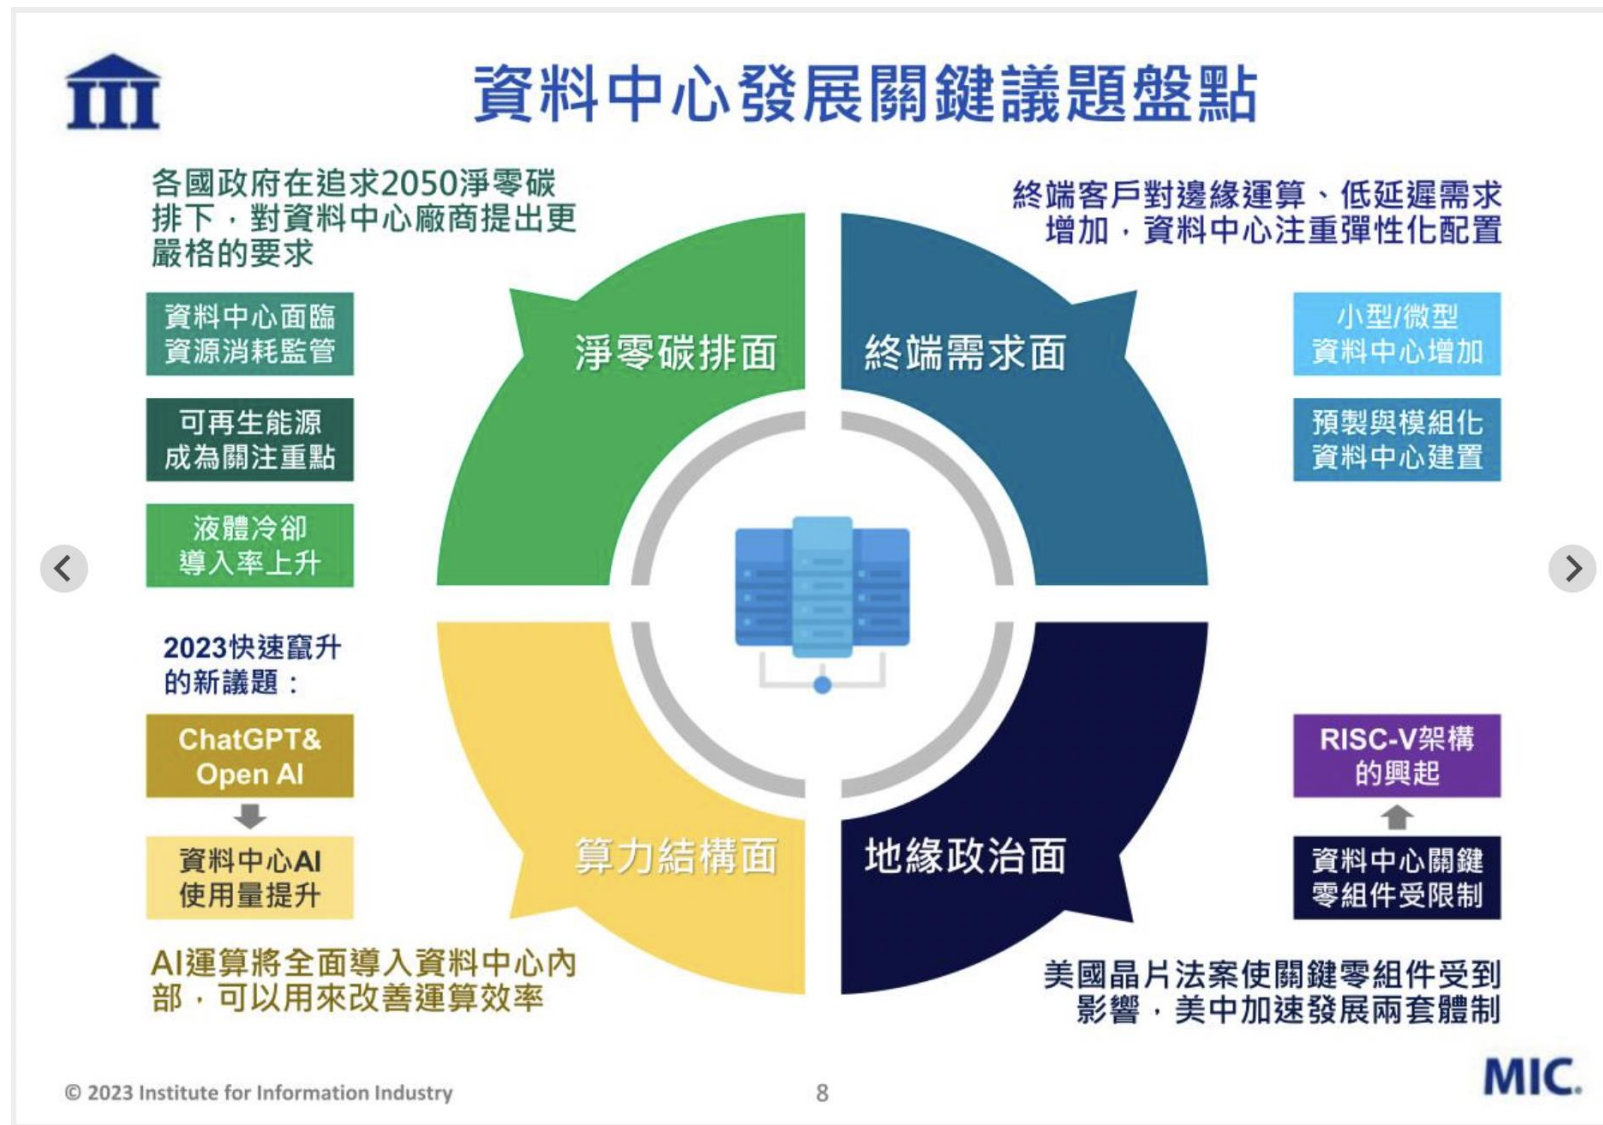 資料中心發展關鍵議題盤點
各國政府在追求2050淨零碳
排下，對資料中心廠商提出更
嚴格的要求
資料中心面臨
資源消耗監管
可再生能源
成為關注重點
液體冷卻
導入率上升
淨零碳排面
終端需求面
終端客戶對邊緣運算、低延遲需求
增加，資料中心注重彈性化配置
小型/微型
資料中心增加
預製與模組化
資料中心建置
2023快速竄升
的新議題：
ChatGPT&
Open AI
資料中心AI
使用量提升
算力結構面
地緣政治面
RISC-V架構
的興起
資料中心關鍵
零組件受限制
AI運算將全面導入資料中心內
部，可以用來改善運算效率
美國晶片法案使關鍵零組件受到
影響，美中加速發展兩套體制
© 2023 Institute for Information Industry
8
MIC.